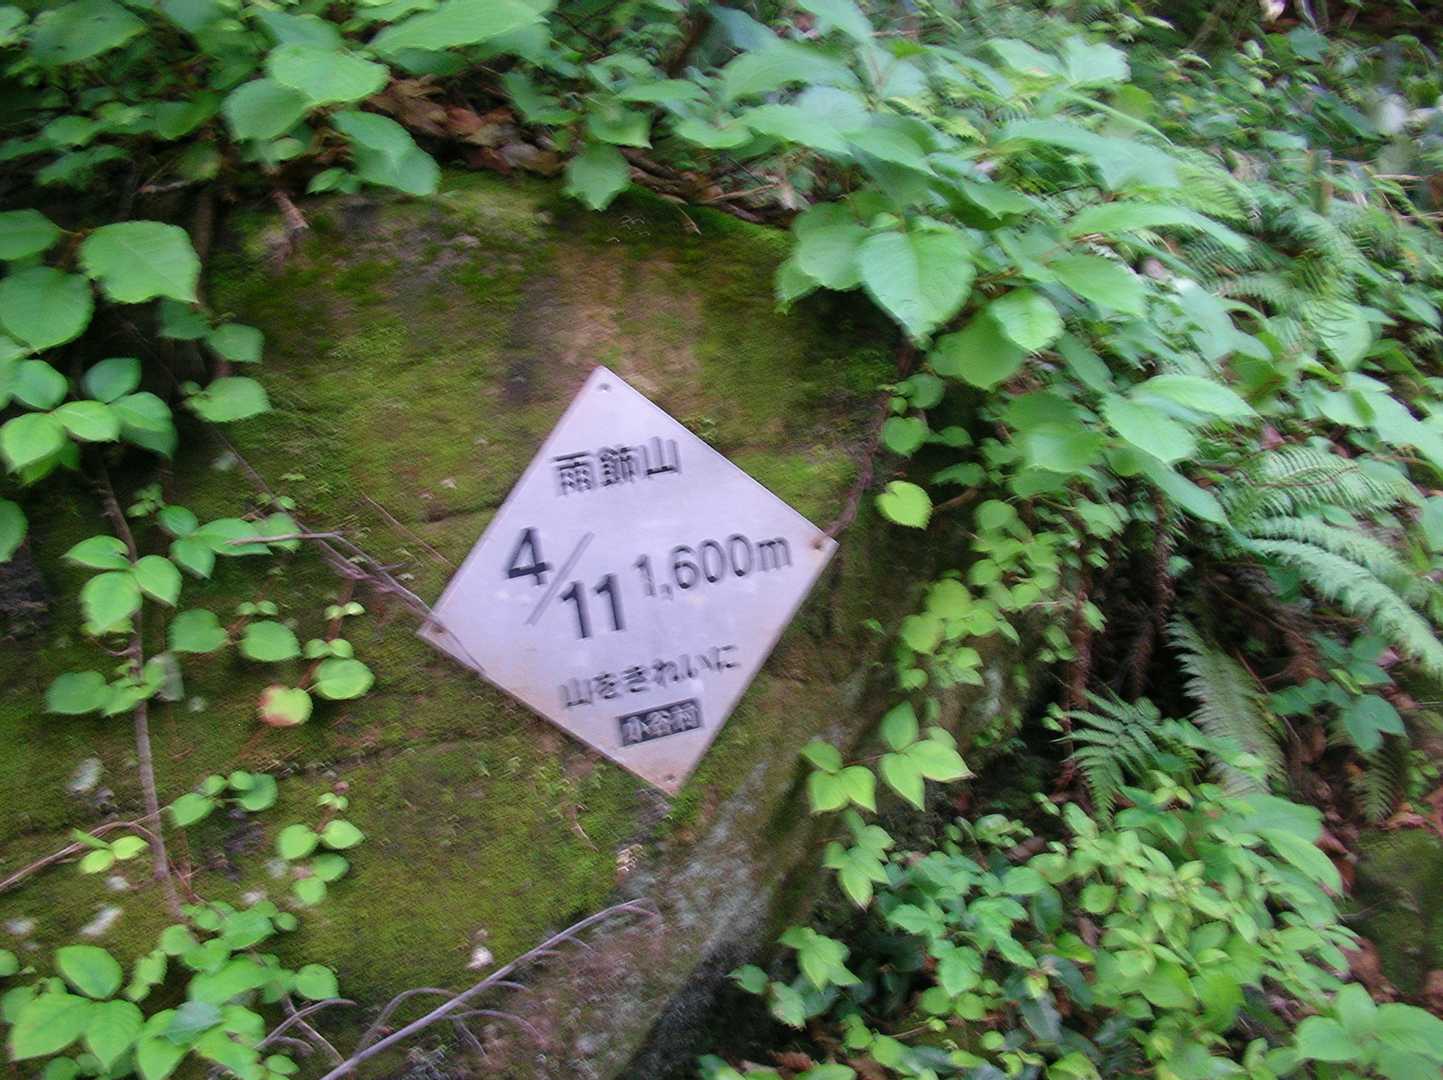 雨飾山
4/11 1,600m
山をきれいに
小谷村